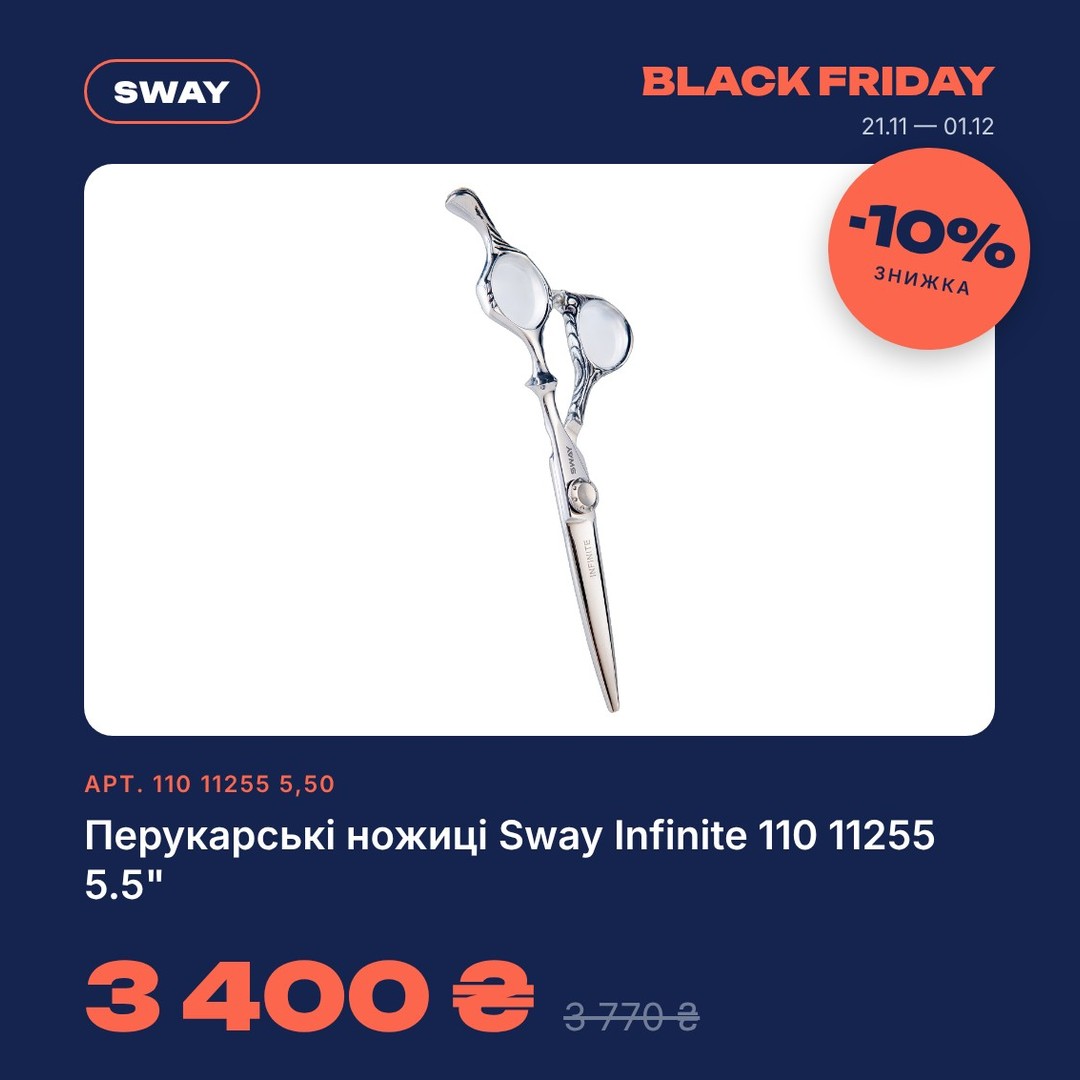 SWAY
BLACK FRIDAY
21.11 — 01.12
-10%
ЗНИЖКА
SWAY
INFINITE
АРТ. 110 11255 5,50
Перукарські ножиці Sway Infinite 110 11255
5.5"
3 400 ₴
3 770 ₴